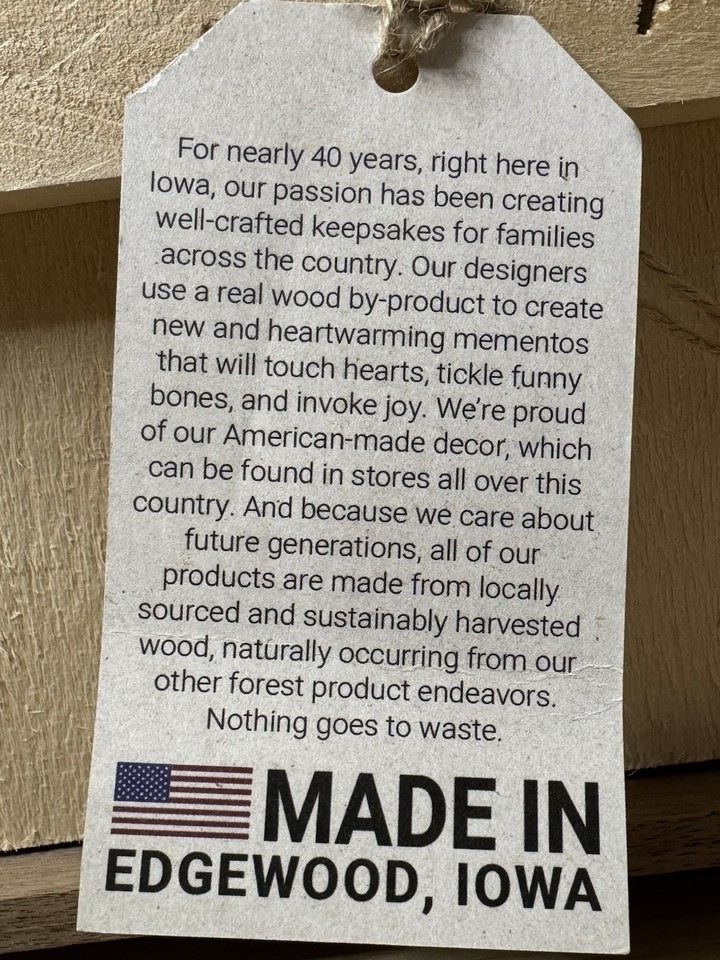 For nearly 40 years, right here in
Iowa, our passion has been creating
well-crafted keepsakes for families
across the country. Our designers
use a real wood by-product to create
new and heartwarming mementos
that will touch hearts, tickle funny
bones, and invoke joy. We're proud
of our American-made decor, which
can be found in stores all over this
country. And because we care about
future generations, all of our
products are made from locally
sourced and sustainably harvested
wood, naturally occurring from our
other forest product endeavors.
Nothing goes to waste.
MADE IN
EDGEWOOD, IOWA